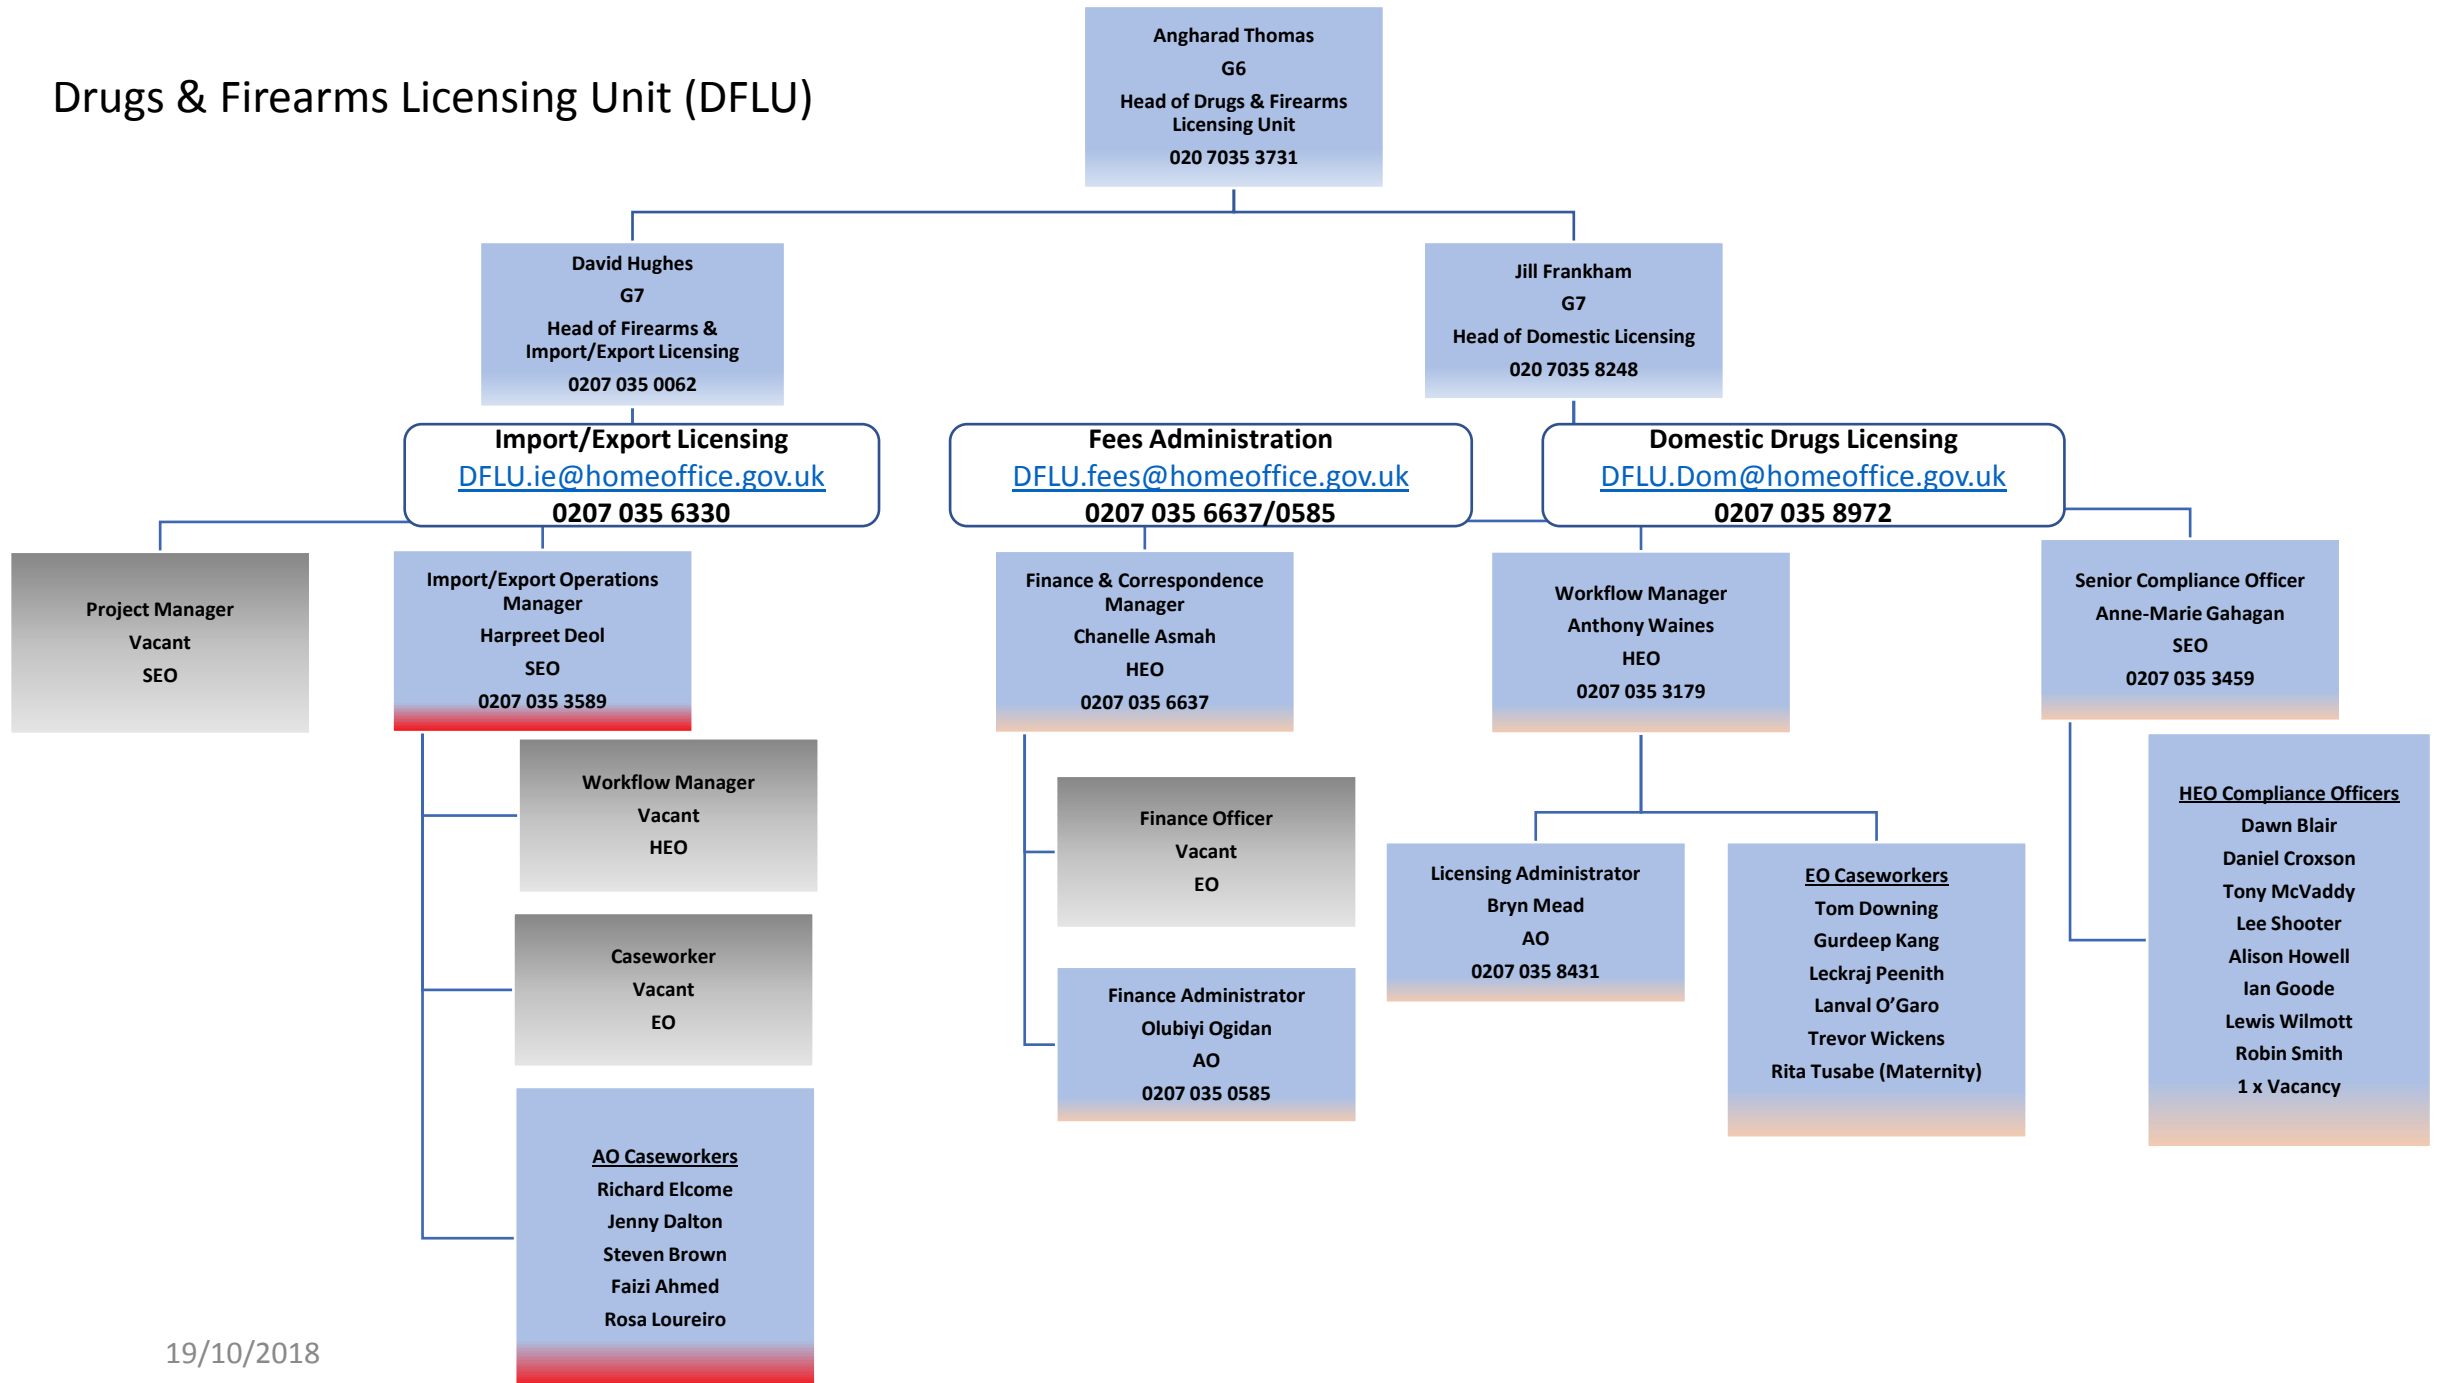 Drugs & Firearms Licensing Unit (DFLU)
Angharad Thomas
G6
Head of Drugs & Firearms
Licensing Unit
020 7035 3731
David Hughes
G7
Head of Firearms &
Import/Export Licensing
0207 035 0062
Jill Frankham
G7
Head of Domestic Licensing
020 7035 8248
Import/Export Licensing
DFLU.ie@homeoffice.gov.uk
0207 035 6330
Fees Administration
DFLU.fees@homeoffice.gov.uk
0207 035 6637/0585
Domestic Drugs Licensing
DFLU.Dom@homeoffice.gov.uk
0207 035 8972
Project Manager
Vacant
SEO
Import/Export Operations
Manager
Harpreet Deol
SEO
0207 035 3589
Finance & Correspondence
Manager
Chanelle Asmah
HEO
0207 035 6637
Workflow Manager
Anthony Waines
HEO
0207 035 3179
Senior Compliance Officer
Anne-Marie Gahagan
SEO
0207 035 3459
Workflow Manager
Vacant
HEO
Caseworker
Vacant
EO
AO Caseworkers
Richard Elcome
Jenny Dalton
Steven Brown
Faizi Ahmed
Rosa Loureiro
Finance Officer
Vacant
EO
Finance Administrator
Olubiyi Ogidan
AO
0207 035 0585
Licensing Administrator
Bryn Mead
AO
0207 035 8431
EO Caseworkers
Tom Downing
Gurdeep Kang
Leckraj Peenith
Lanval O’Garo
Trevor Wickens
Rita Tusabe (Maternity)
HEO Compliance Officers
Dawn Blair
Daniel Croxson
Tony McVaddy
Lee Shooter
Alison Howell
Ian Goode
Lewis Wilmott
Robin Smith
1 x Vacancy
19/10/2018